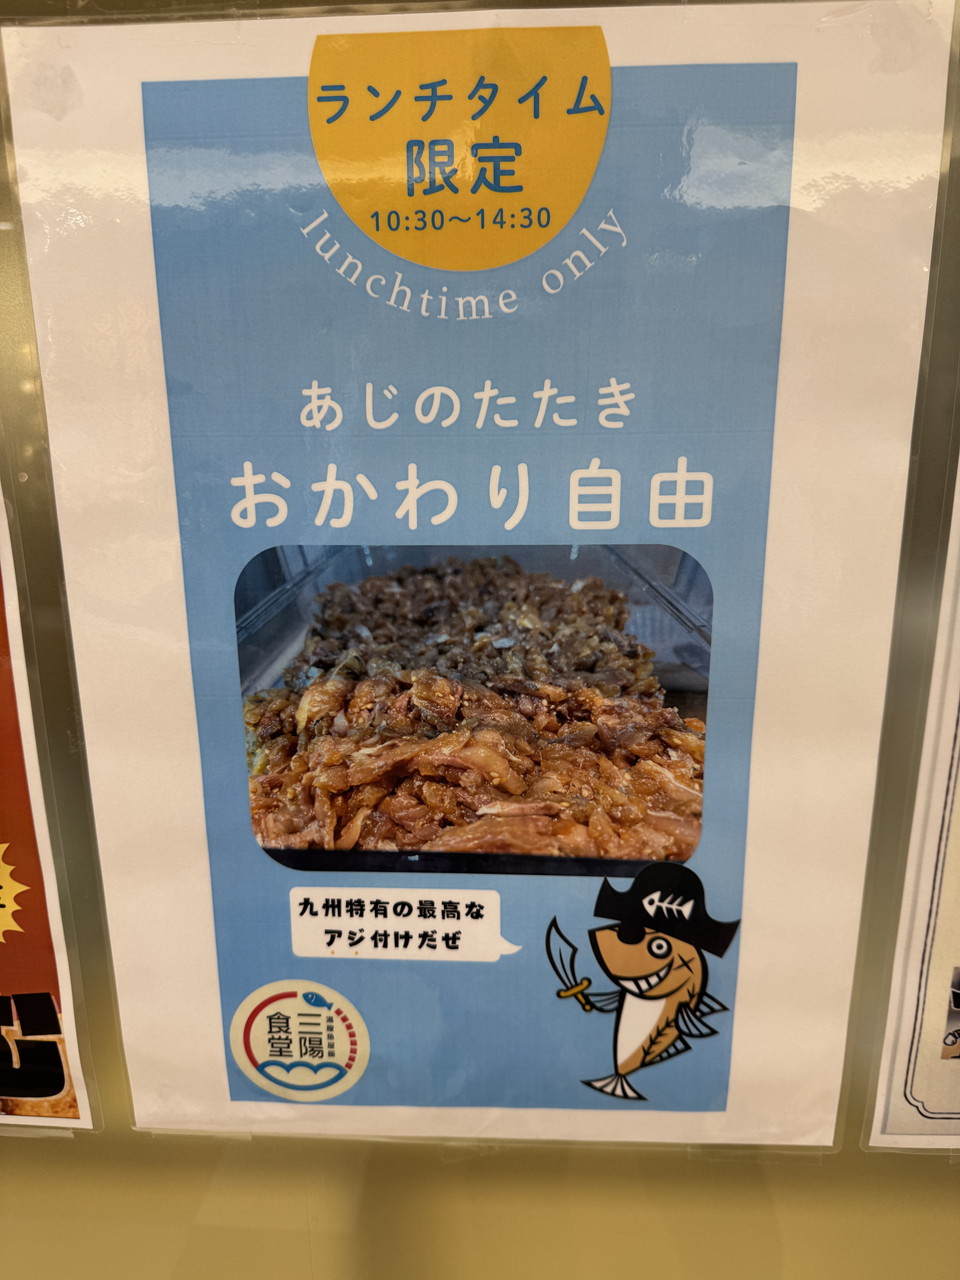 ランチタイム
限定
10:30～14:30
lunchtime only
あじのたたき
おかわり自由
九州特有の最高な
アジ付けだぜ
三陽
食堂